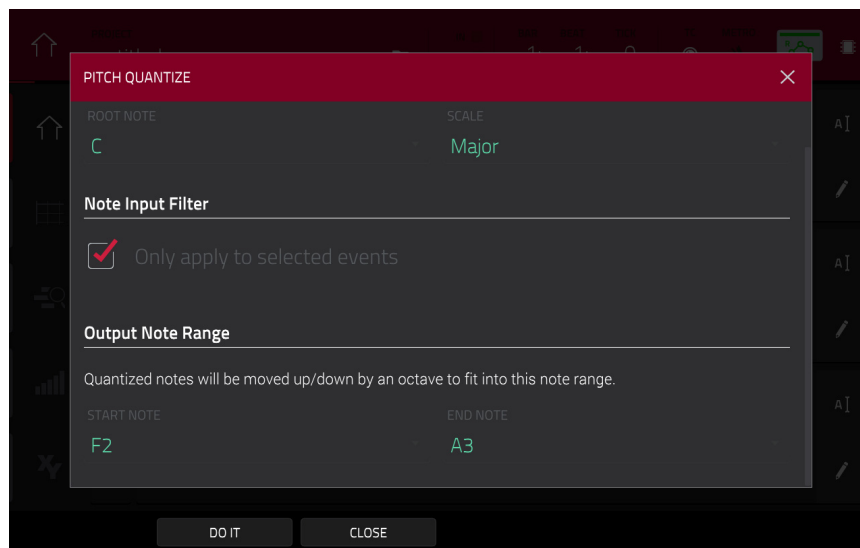 PITCH QUANTIZE
ROOT NOTE SCALE
C Major
Note Input Filter
Only apply to selected events
Output Note Range
Quantized notes will be moved up/down by an octave to fit into this note range.
START NOTE END NOTE
F2 A3
DO IT CLOSE